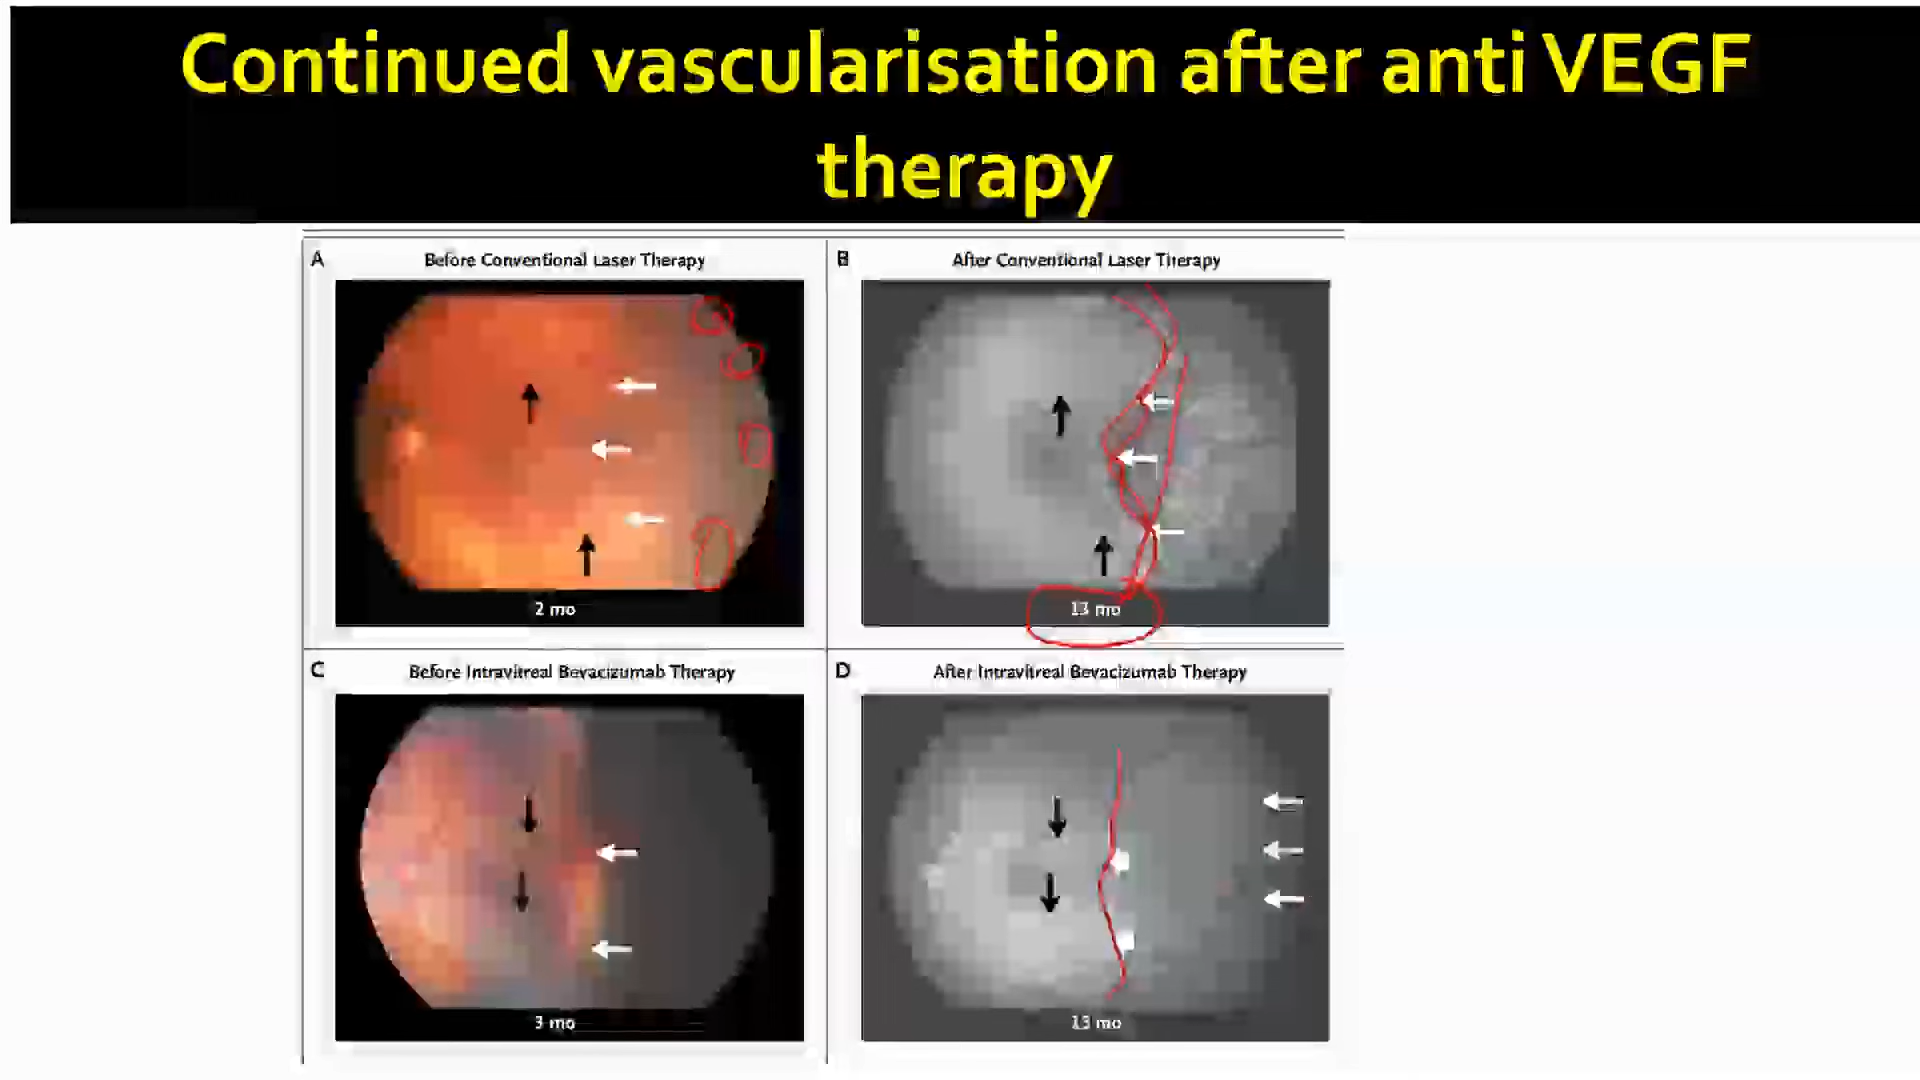 Continued vascularisation after anti VEGF
therapy
A Before Conventional Laser Therapy
B After Conventional Laser Therapy
2 mo
13 mo
C Before Intravitreal Bevacizumab Therapy
D After Intravitreal Bevacizumab Therapy
3 mo
13 mo